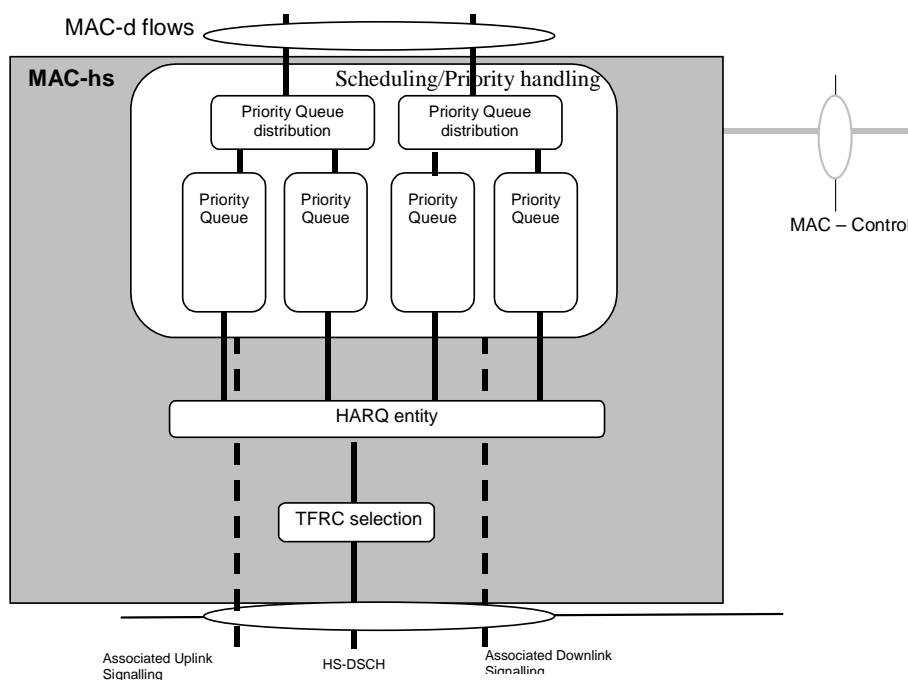 MAC-d flows
MAC-hs
Scheduling/Priority handling
Priority Queue
distribution
Priority Queue
distribution
Priority
Queue
Priority
Queue
Priority
Queue
Priority
Queue
MAC – Control
HARQ entity
TFRC selection
Associated Uplink
Signalling
HS-DSCH
Associated Downlink
Signalling